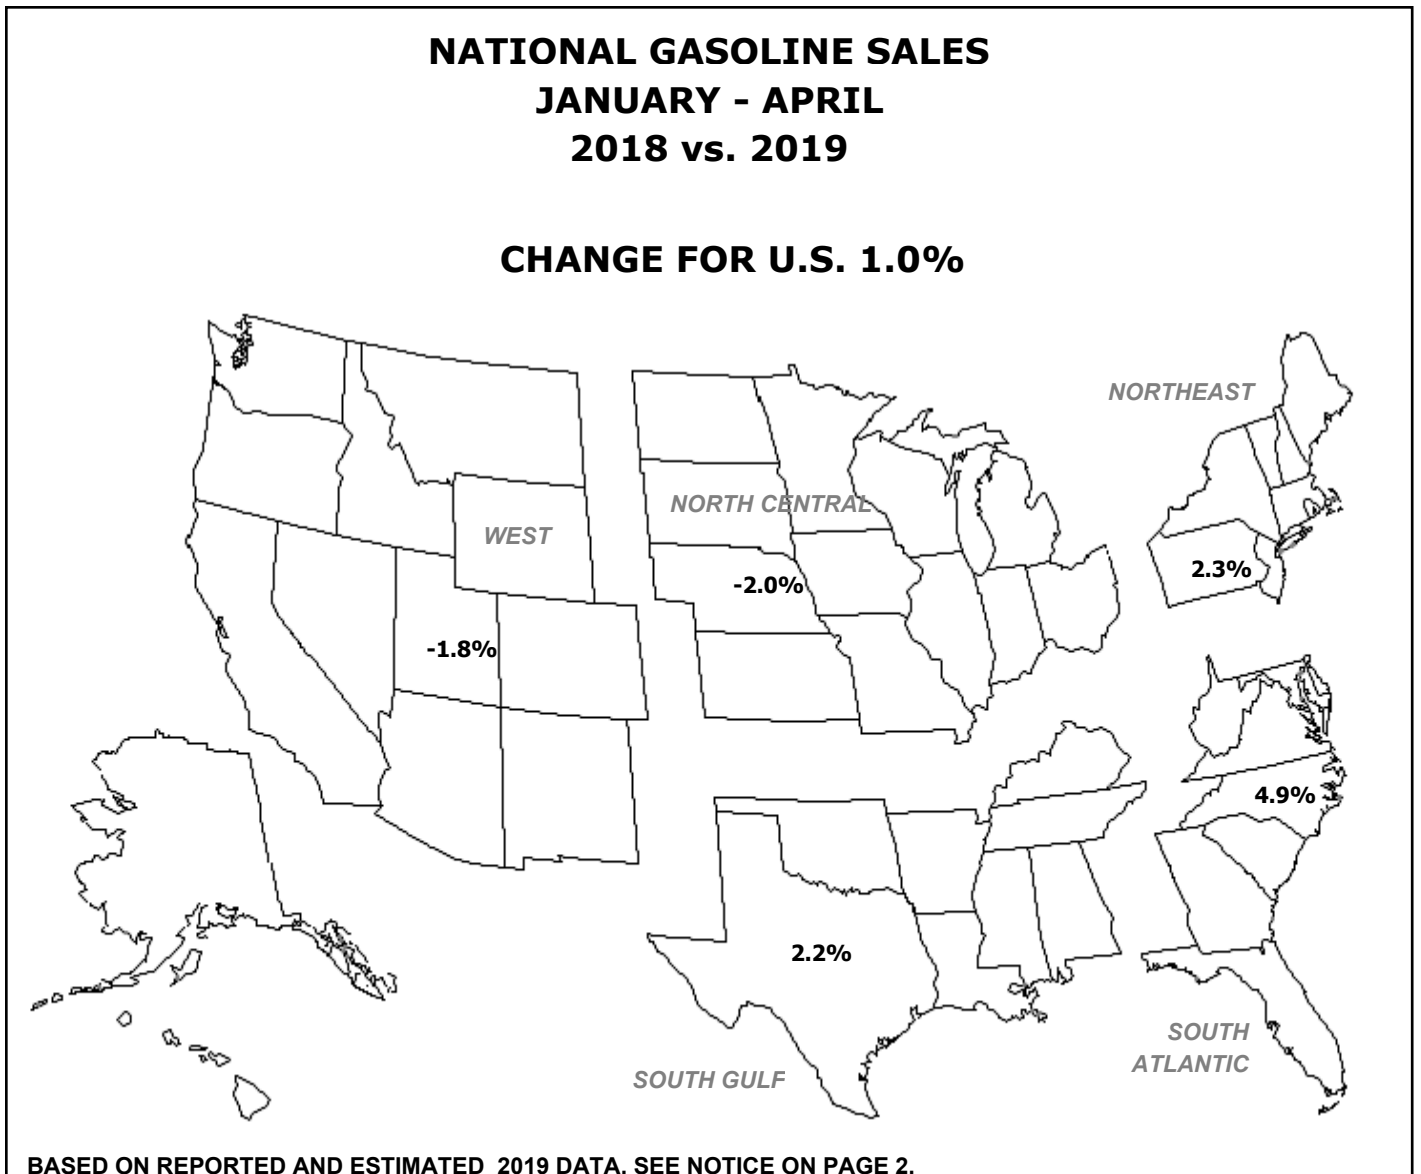 NATIONAL GASOLINE SALES
JANUARY - APRIL
2018 vs. 2019
CHANGE FOR U.S. 1.0%
NORTHEAST
NORTH CENTRAL
WEST
2.3%
-2.0%
-1.8%
4.9%
2.2%
SOUTH
ATLANTIC
SOUTH GULF
BASED ON REPORTED AND ESTIMATED  2019 DATA. SEE NOTICE ON PAGE 2.